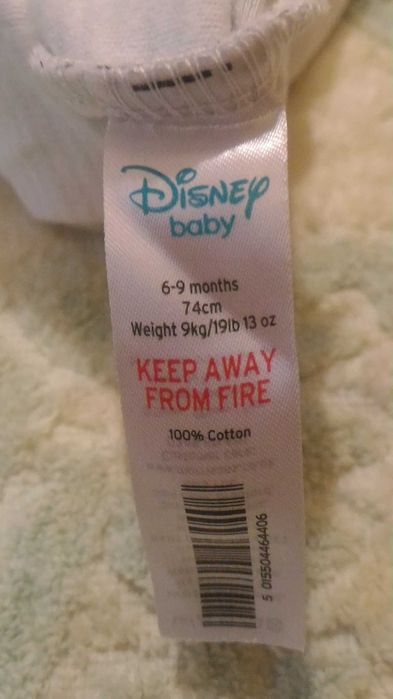 Disney
baby
6-9 months
74cm
Weight 9kg/19lb 13 oz
KEEP AWAY
FROM FIRE
100% Cotton
5 015504464406